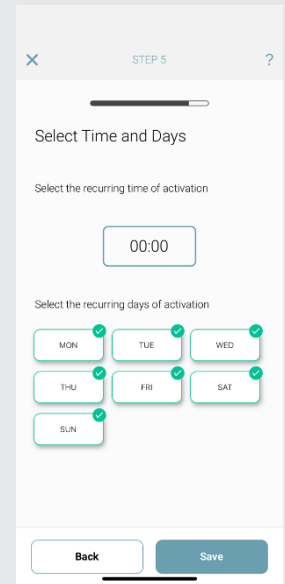 STEP 5
?
Select Time and Days
Select the recurring time of activation
00:00
Select the recurring days of activation
MON TUE WED
THU FRI SAT
SUN
Back Save